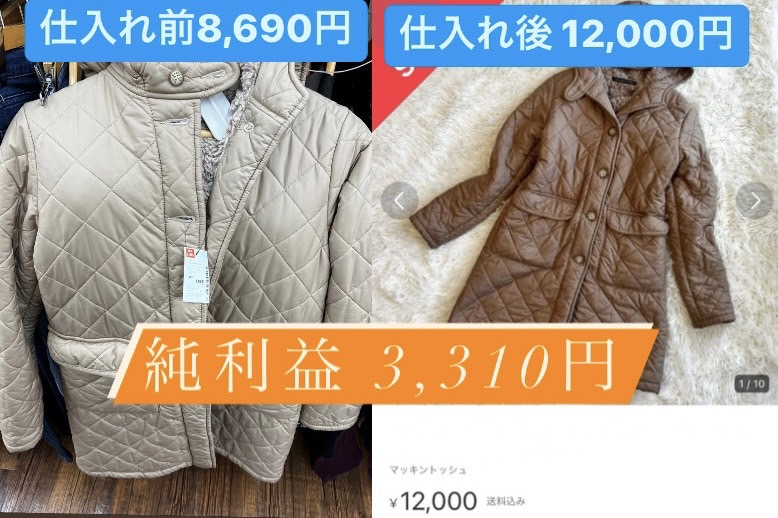 仕入れ前8,690円
仕入れ後 12,000円
純利益 3,310円
1 / 10
マッキントッシュ
¥12,000 送料込み